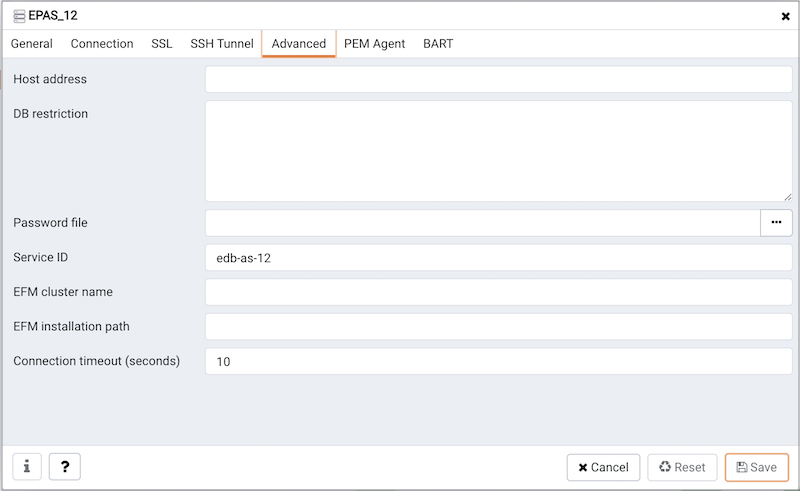 EPAS_12
General Connection SSL SSH Tunnel Advanced PEM Agent BART
Host address
DB restriction
Password file
Service ID edb-as-12
EFM cluster name
EFM installation path
Connection timeout (seconds) 10
i ? Cancel Reset Save